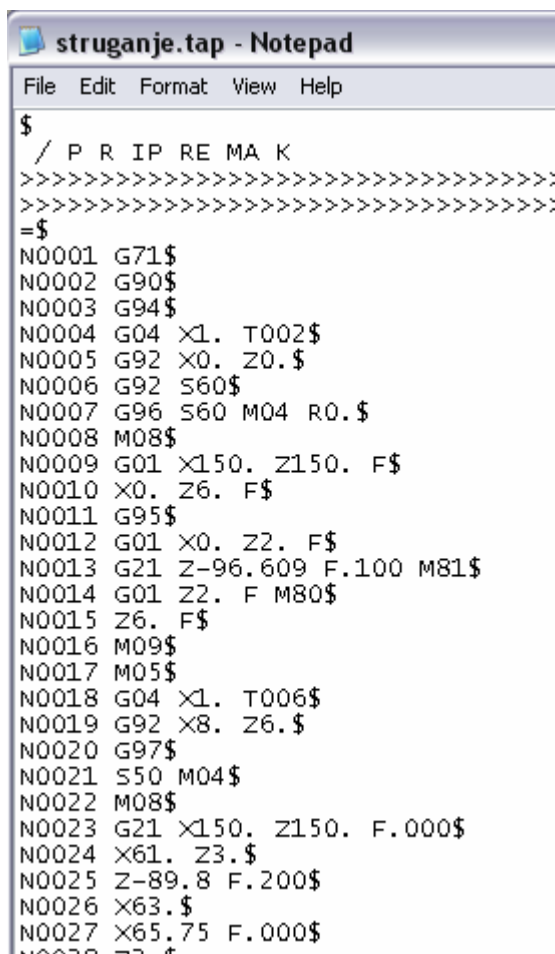 struganje.tap - Notepad
File Edit Format View Help
$
/ P R IP RE MA K
>>>>>>>>>>>>>>>>>>>>>>>>>>>>>>>>>>
>>>>>>>>>>>>>>>>>>>>>>>>>>>>>>>>>>
=$
N0001 G71$
N0002 G90$
N0003 G94$
N0004 G04 X1. T002$
N0005 G92 X0. Z0.$
N0006 G92 S60$
N0007 G96 S60 M04 R0.$
N0008 M08$
N0009 G01 X150. Z150. F$
N0010 X0. Z6. F$
N0011 G95$
N0012 G01 X0. Z2. F$
N0013 G21 Z-96.609 F.100 M81$
N0014 G01 Z2. F M80$
N0015 Z6. F$
N0016 M09$
N0017 M05$
N0018 G04 X1. T006$
N0019 G92 X8. Z6.$
N0020 G97$
N0021 S50 M04$
N0022 M08$
N0023 G21 X150. Z150. F.000$
N0024 X61. Z3.$
N0025 Z-89.8 F.200$
N0026 X63.$
N0027 X65.75 F.000$